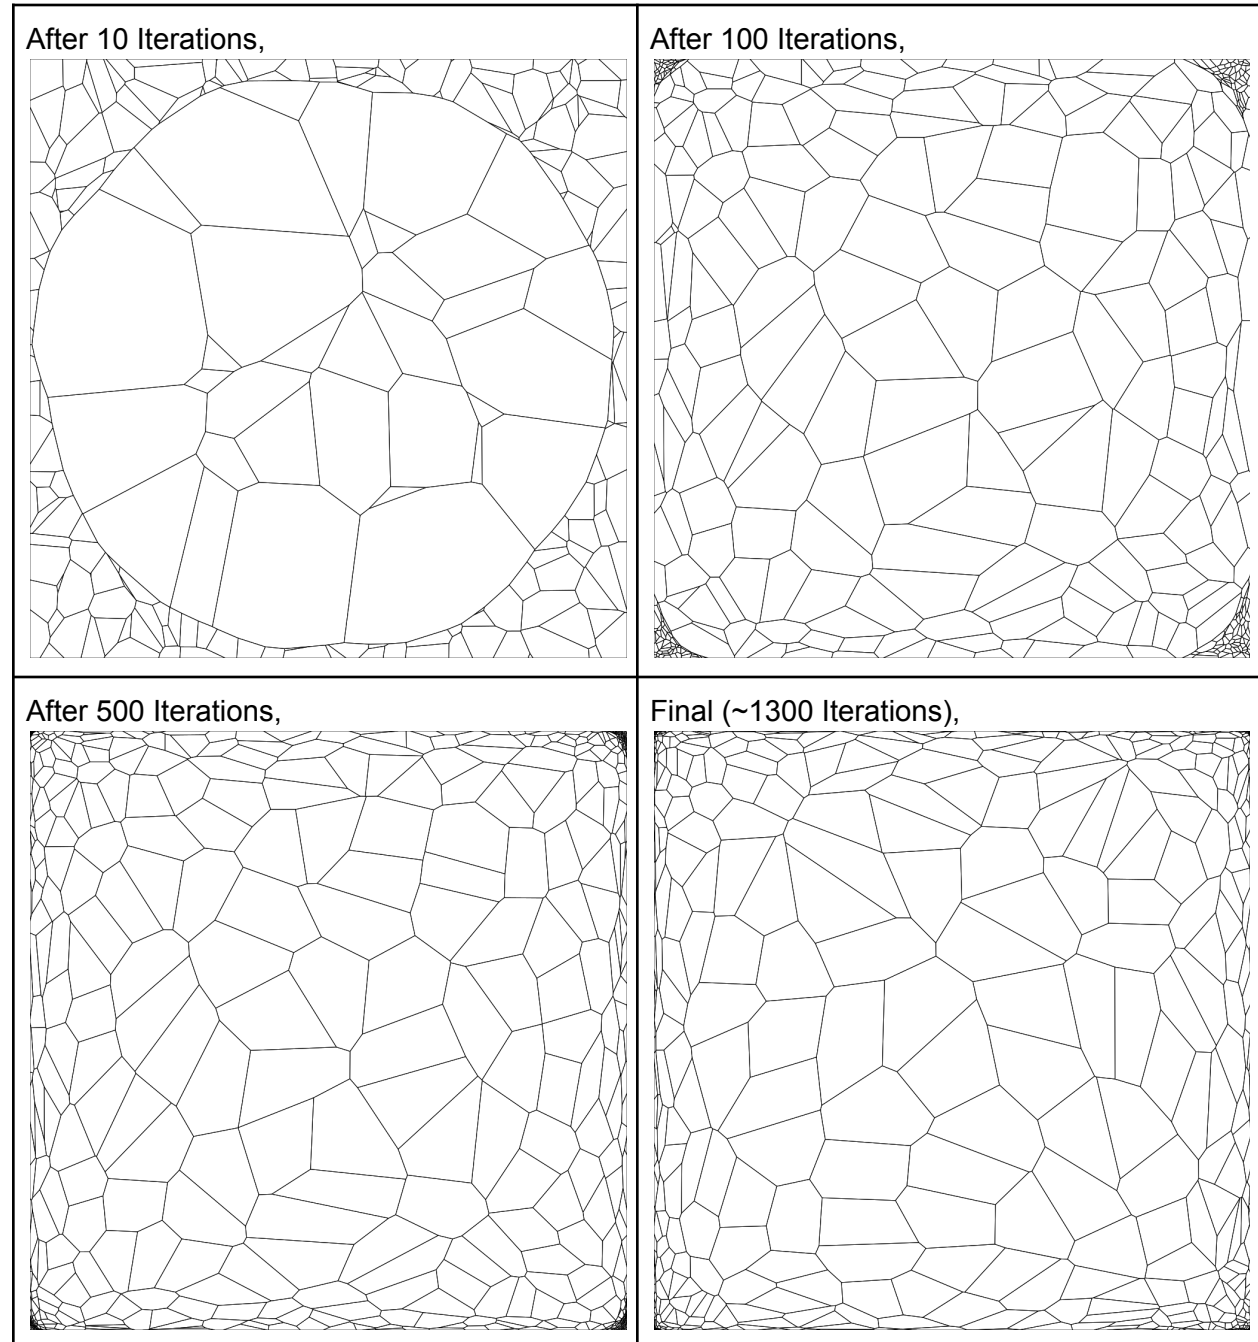 After 10 Iterations,
After 100 Iterations,
After 500 Iterations,
Final (~1300 Iterations),